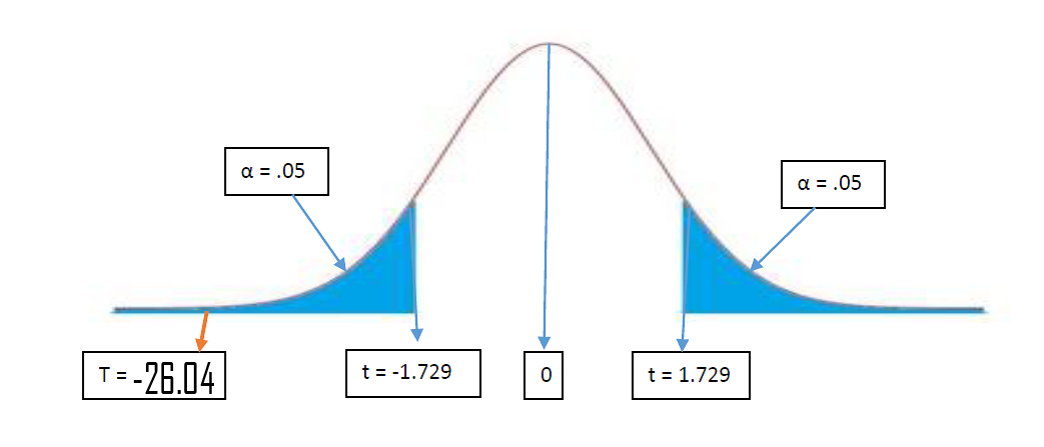 α = .05
α = .05
T = -26.04
t = -1.729
0
t = 1.729